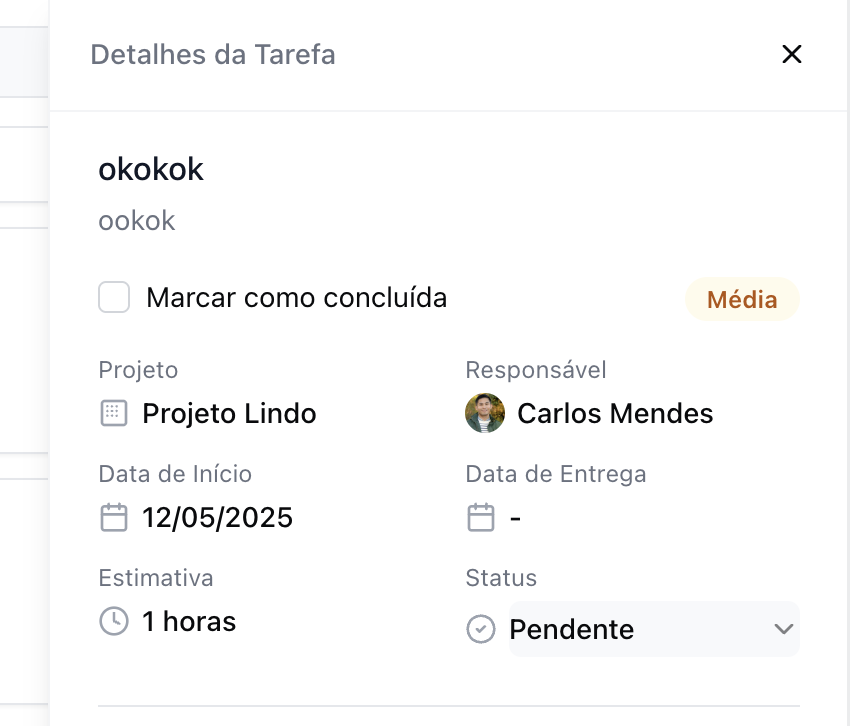 Detalhes da Tarefa
okokok
ookok
Marcar como concluída
Média
Projeto
Responsável
Projeto Lindo
Carlos Mendes
Data de Início
Data de Entrega
12/05/2025
-
Estimativa
Status
1 horas
Pendente